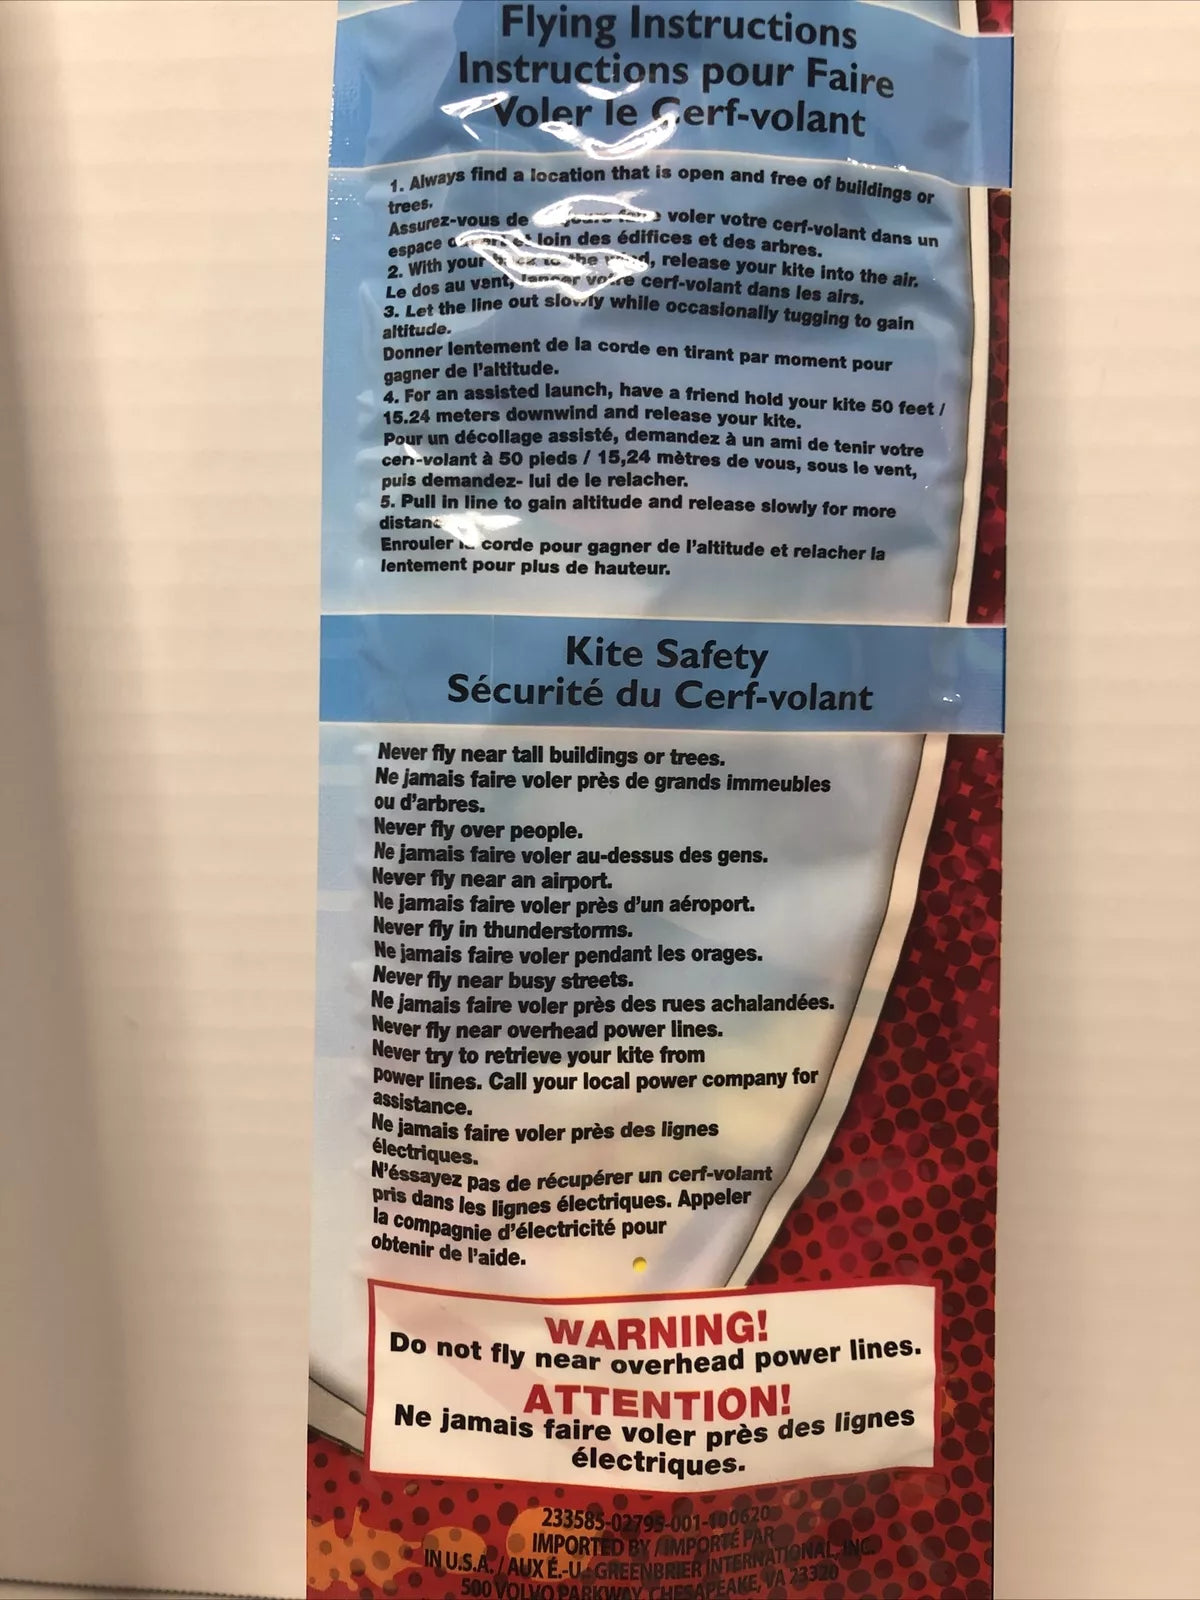 Flying Instructions
Instructions pour Faire
Voler le Cerf-volant
1. Always find a location that is open and free of buildings or
trees.
Assurez-vous de voler votre cerf-volant dans un
espace loin des édifices et des arbres.
2. With your back to the wind, release your kite into the air.
Le dos au vent, lancer votre cerf-volant dans les airs.
3. Let the line out slowly while occasionally tugging to gain
altitude.
Donner lentement de la corde en tirant par moment pour
gagner de l'altitude.
4. For an assisted launch, have a friend hold your kite 50 feet /
15.24 meters downwind and release your kite.
Pour un décollage assisté, demandez à un ami de tenir votre
cerf-volant à 50 pieds / 15,24 mètres de vous, sous le vent,
puis demandez- lui de le relacher.
5. Pull in line to gain altitude and release slowly for more
Enrouler la corde pour gagner de l'altitude et relacher la
lentement pour plus de hauteur.
Kite Safety
Sécurité du Cerf-volant
Never fly near tall buildings or trees.
Ne jamais faire voler près de grands immeubles
ou d'arbres.
Never fly over people.
Ne jamais faire voler au-dessus des gens.
Never fly near an airport.
Ne jamais faire voler près d'un aéroport.
Never fly in thunderstorms.
Ne jamais faire voler pendant les orages.
Never fly near busy streets.
Ne jamais faire voler près des rues achalandées.
Never fly near overhead power lines.
Never try to retrieve your kite from
power lines. Call your local power company for
assistance.
Ne jamais faire voler près des lignes
électriques.
N'éssayez pas de récupérer un cerf-volant
pris dans les lignes électriques. Appeler
la compagnie d'électricité pour
obtenir de l'aide.
WARNING!
Do not fly near overhead power lines.
ATTENTION!
Ne jamais faire voler près des lignes
électriques.
233585-02795-001-100620
IMPORTED BY / IMPORTÉ PAR
IN U.S.A. / AUX É.-U.: GREENBRIER INTERNATIONAL, INC.
500 VOLVO PARKWAY, CHESAPEAKE, VA 23320